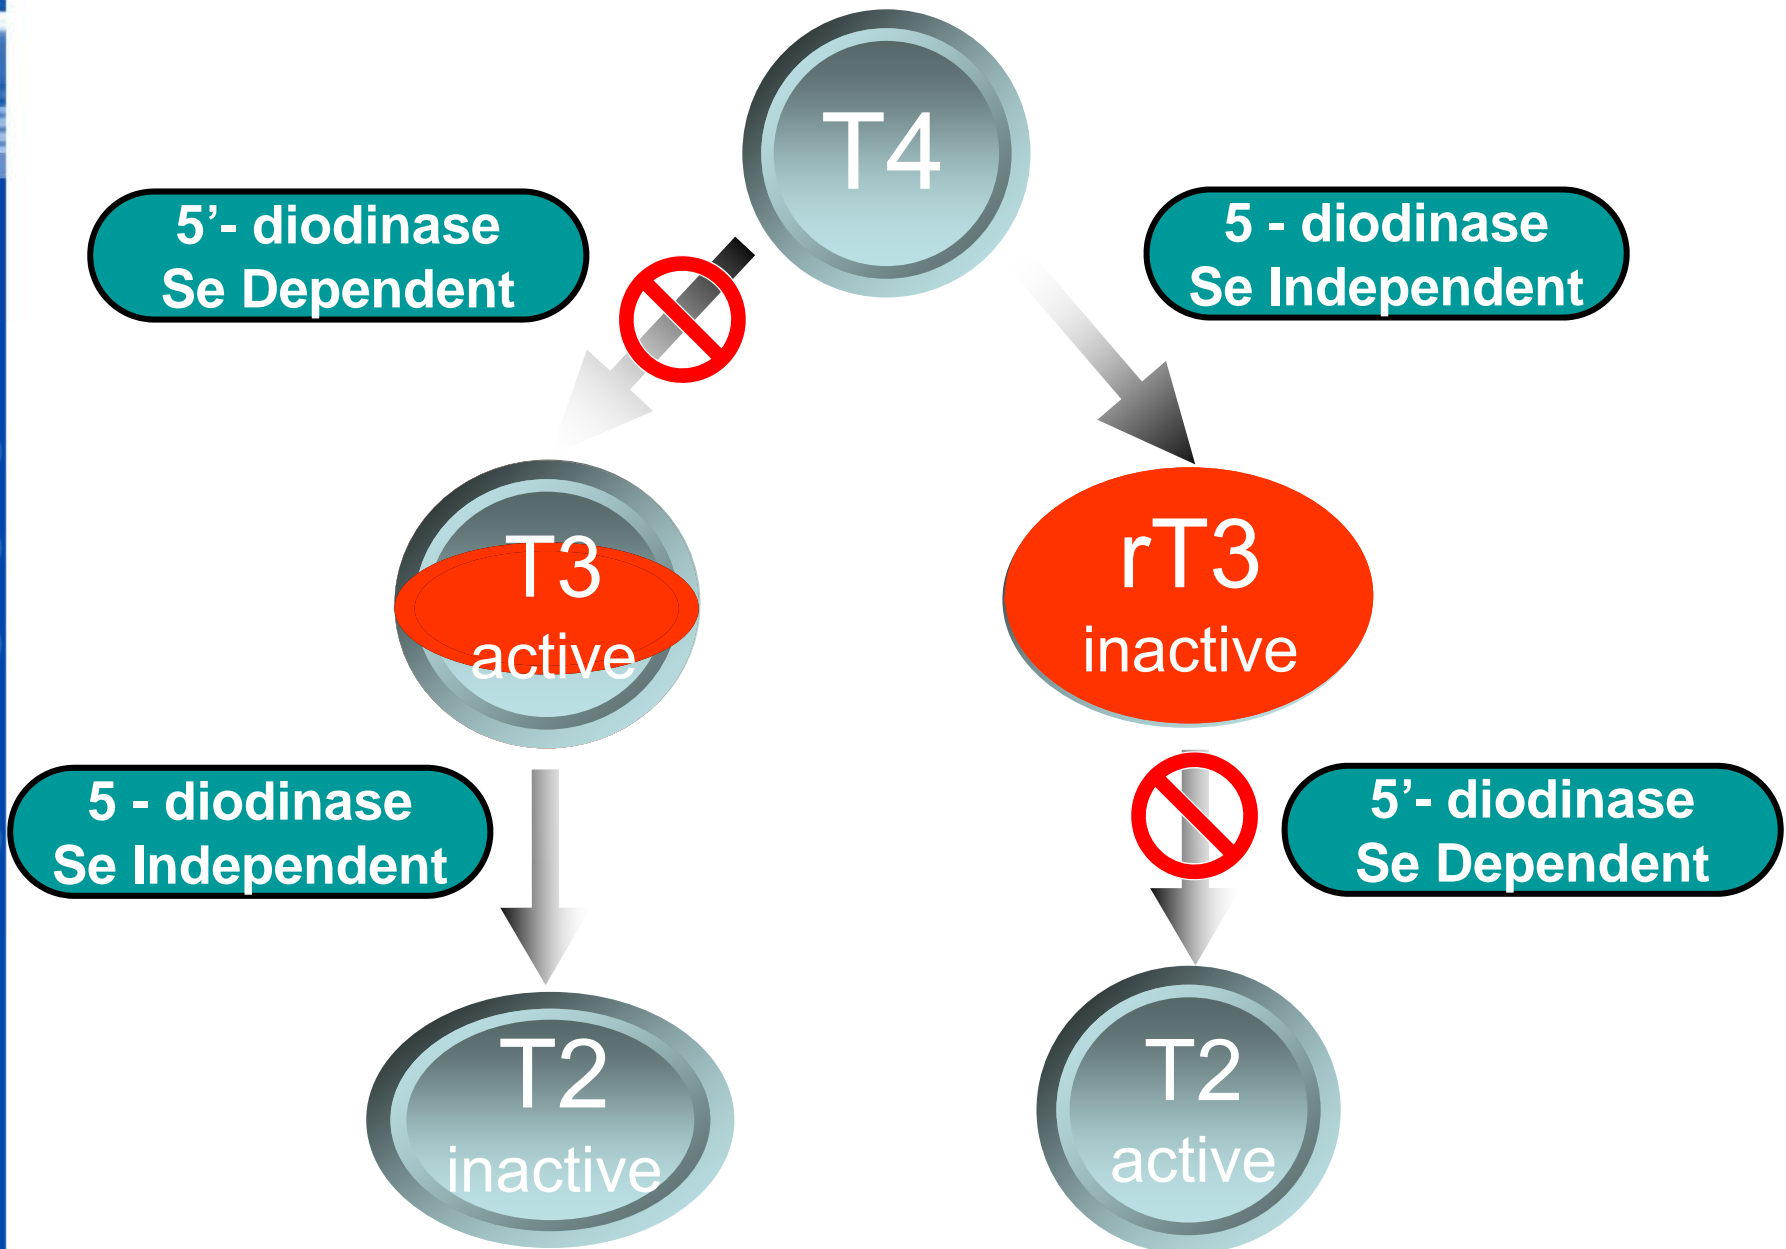 T4
5’- diodinase
Se Dependent
5 - diodinase
Se Independent
T3
active
rT3
inactive
5 - diodinase
Se Independent
5’- diodinase
Se Dependent
T2
inactive
T2
active